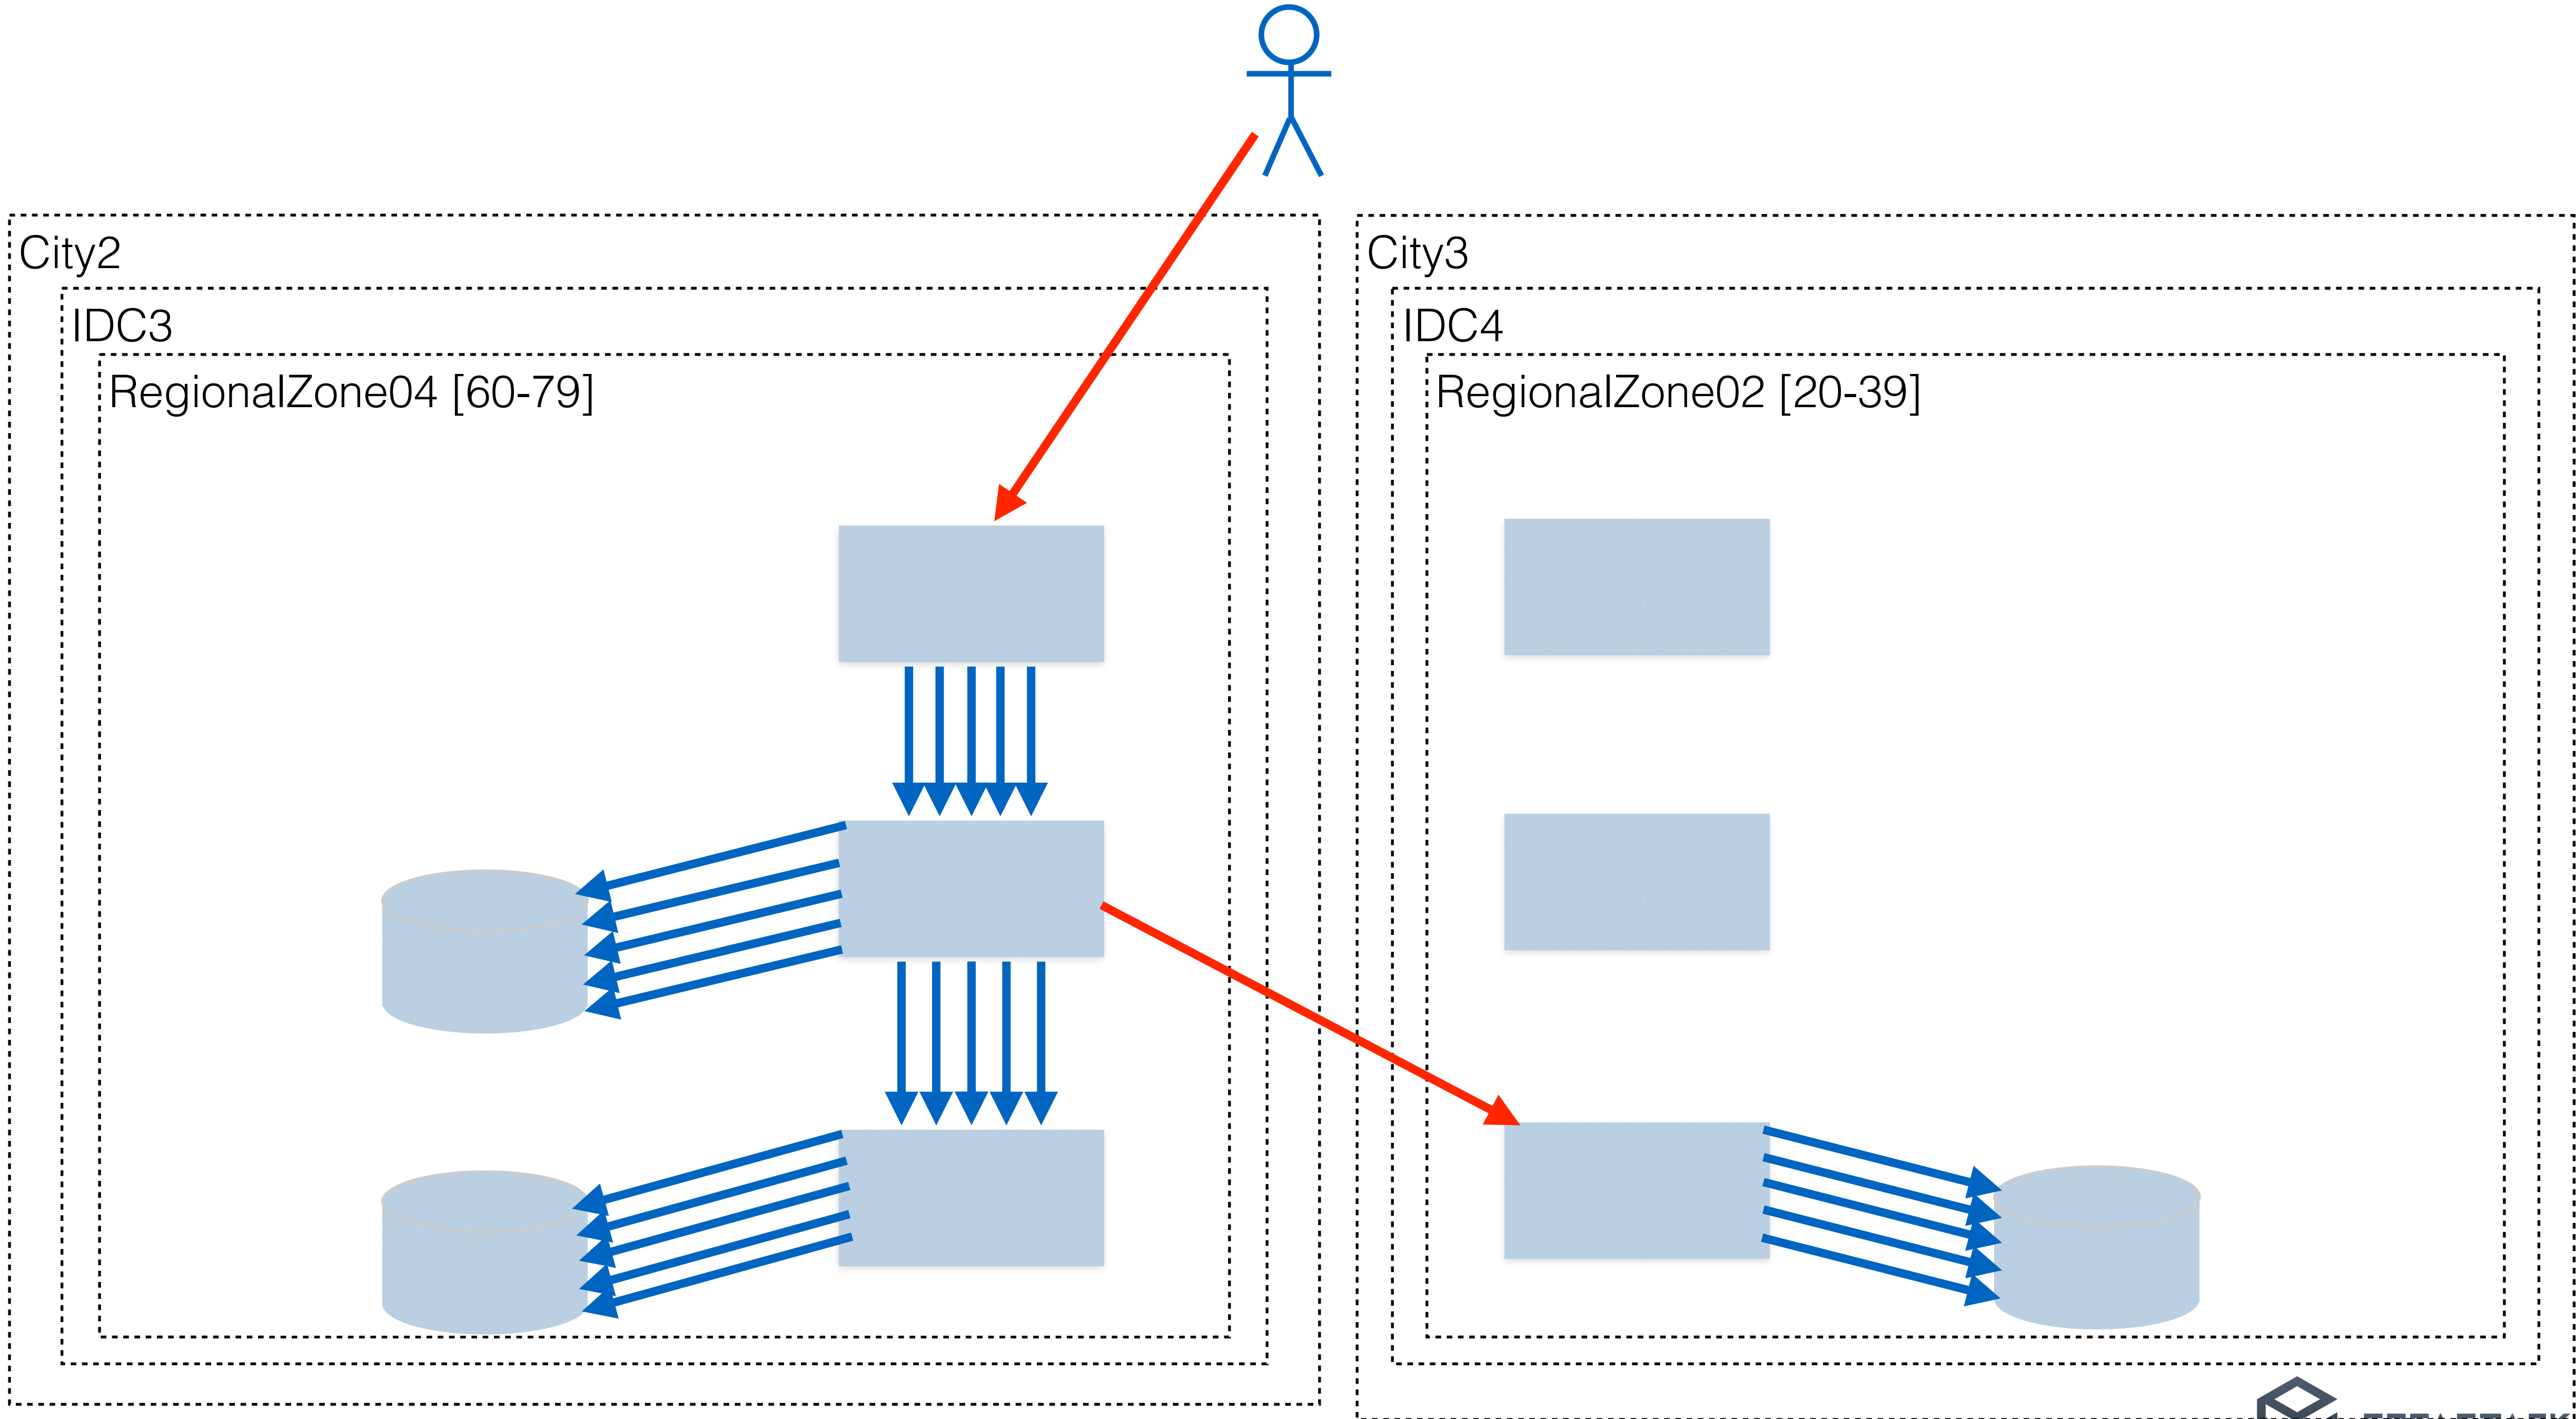 City2
IDC3
RegionalZone04 [60-79]
City3
IDC4
RegionalZone02 [20-39]